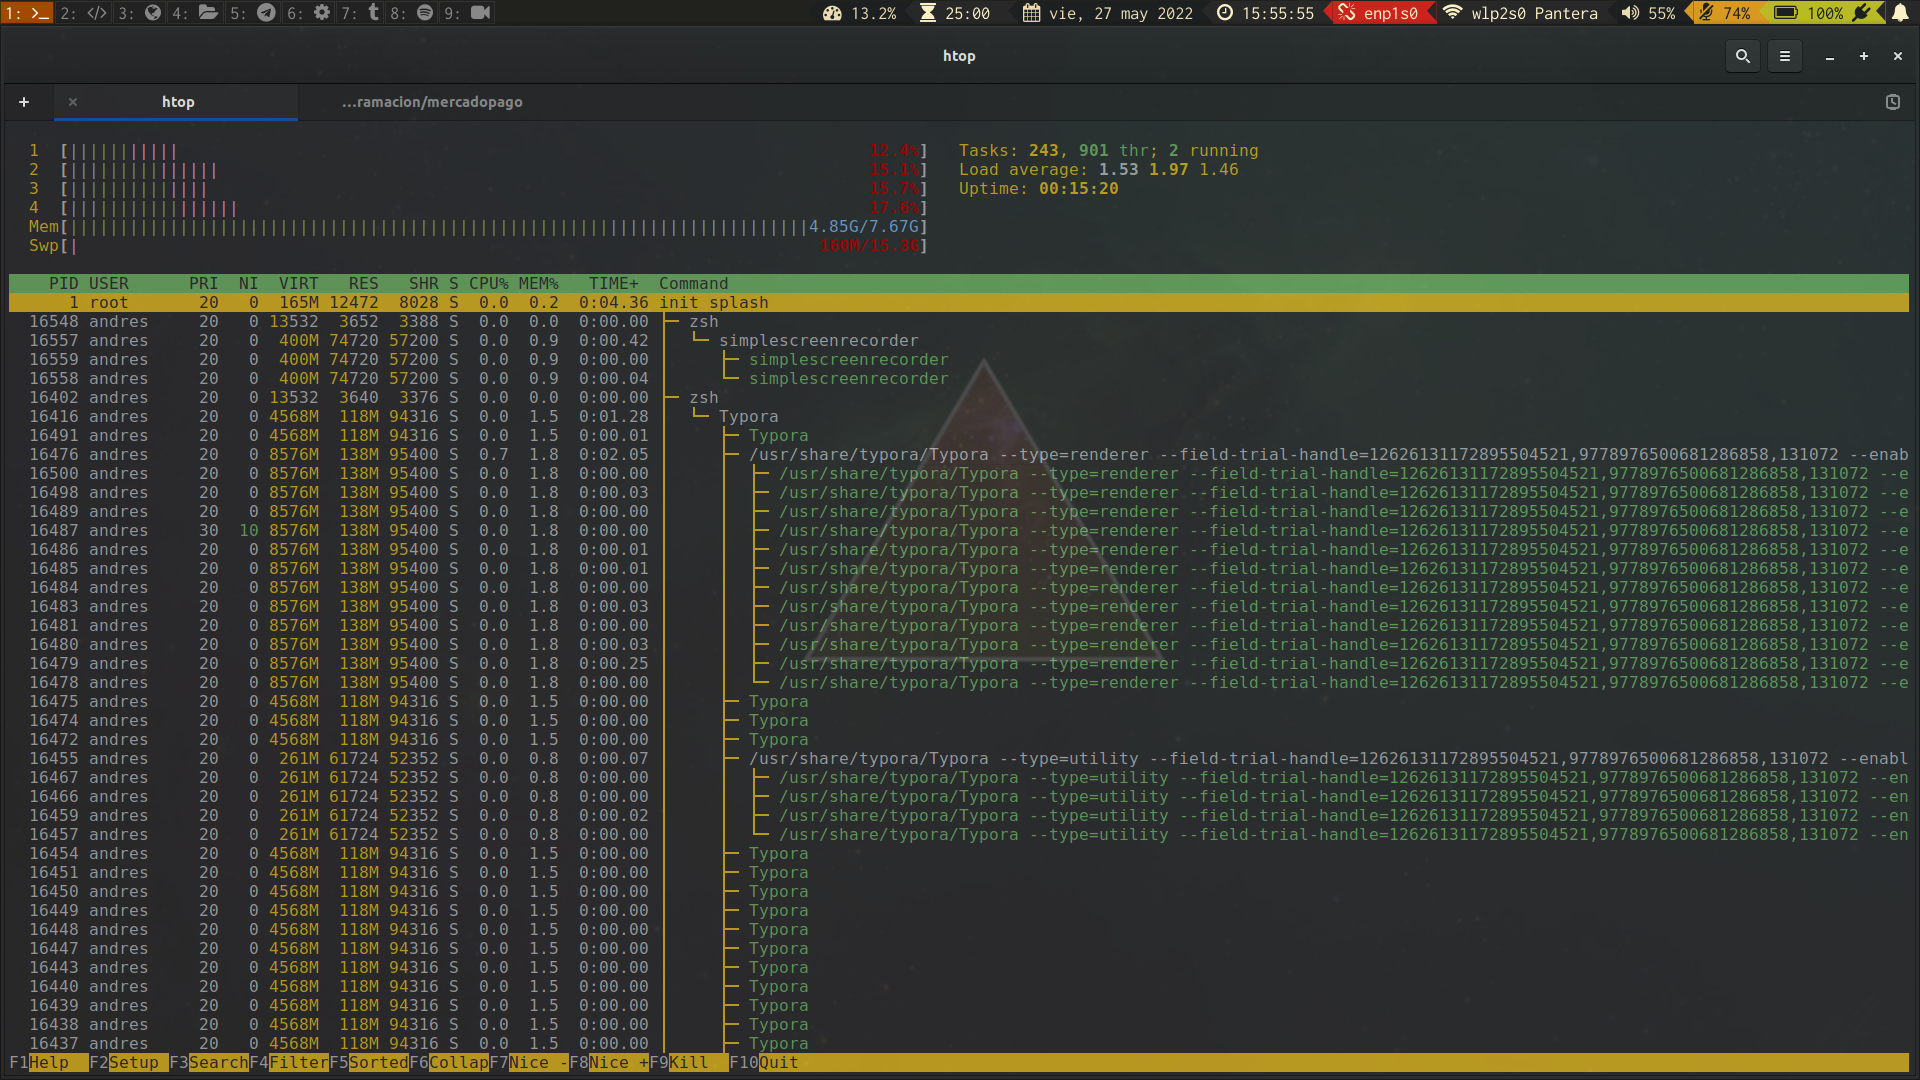 1: 2: 3: 4: 5: 6: 7: 8: 9: 13.2% 25:00 vie, 27 may 2022 15:55:55 enp1s0 wlp2s0 Pantera 55% 74% 100%
htop
+ × htop ...ramacion/mercadopago
1 [||||||||||| 12.4%] Tasks: 243, 901 thr; 2 running
2 [||||||||||||||| 15.1%] Load average: 1.53 1.97 1.46
3 [|||||||||||||| 15.7%] Uptime: 00:15:20
4 [||||||||||||||||| 17.6%]
Mem[||||||||||||||||||||||||||||||||||||||||||||||||||||||||||||||||||||||||||4.85G/7.67G]
Swp[| 160M/15.3G]
PID USER PRI NI VIRT RES SHR S CPU% MEM% TIME+ Command
1 root 20 0 165M 12472 8028 S 0.0 0.2 0:04.36 init splash
16548 andres 20 0 13532 3652 3388 S 0.0 0.0 0:00.00 ├─ zsh
16557 andres 20 0 400M 74720 57200 S 0.0 0.9 0:00.42 │ └─ simplescreenrecorder
16559 andres 20 0 400M 74720 57200 S 0.0 0.9 0:00.00 │ ├─ simplescreenrecorder
16558 andres 20 0 400M 74720 57200 S 0.0 0.9 0:00.04 │ └─ simplescreenrecorder
16402 andres 20 0 13532 3640 3376 S 0.0 0.0 0:00.00 ├─ zsh
16416 andres 20 0 4568M 118M 94316 S 0.0 1.5 0:01.28 │ └─ Typora
16491 andres 20 0 4568M 118M 94316 S 0.0 1.5 0:00.01 │ ├─ Typora
16476 andres 20 0 8576M 138M 95400 S 0.7 1.8 0:02.05 │ ├─ /usr/share/typora/Typora --type=renderer --field-trial-handle=12626131172895504521,9778976500681286858,131072 --enab
16500 andres 20 0 8576M 138M 95400 S 0.0 1.8 0:00.00 │ │ ├─ /usr/share/typora/Typora --type=renderer --field-trial-handle=12626131172895504521,9778976500681286858,131072 --e
16498 andres 20 0 8576M 138M 95400 S 0.0 1.8 0:00.03 │ │ ├─ /usr/share/typora/Typora --type=renderer --field-trial-handle=12626131172895504521,9778976500681286858,131072 --e
16489 andres 20 0 8576M 138M 95400 S 0.0 1.8 0:00.00 │ │ ├─ /usr/share/typora/Typora --type=renderer --field-trial-handle=12626131172895504521,9778976500681286858,131072 --e
16487 andres 30 10 8576M 138M 95400 S 0.0 1.8 0:00.00 │ │ ├─ /usr/share/typora/Typora --type=renderer --field-trial-handle=12626131172895504521,9778976500681286858,131072 --e
16486 andres 20 0 8576M 138M 95400 S 0.0 1.8 0:00.01 │ │ ├─ /usr/share/typora/Typora --type=renderer --field-trial-handle=12626131172895504521,9778976500681286858,131072 --e
16485 andres 20 0 8576M 138M 95400 S 0.0 1.8 0:00.01 │ │ ├─ /usr/share/typora/Typora --type=renderer --field-trial-handle=12626131172895504521,9778976500681286858,131072 --e
16484 andres 20 0 8576M 138M 95400 S 0.0 1.8 0:00.00 │ │ ├─ /usr/share/typora/Typora --type=renderer --field-trial-handle=12626131172895504521,9778976500681286858,131072 --e
16483 andres 20 0 8576M 138M 95400 S 0.0 1.8 0:00.03 │ │ ├─ /usr/share/typora/Typora --type=renderer --field-trial-handle=12626131172895504521,9778976500681286858,131072 --e
16481 andres 20 0 8576M 138M 95400 S 0.0 1.8 0:00.00 │ │ ├─ /usr/share/typora/Typora --type=renderer --field-trial-handle=12626131172895504521,9778976500681286858,131072 --e
16480 andres 20 0 8576M 138M 95400 S 0.0 1.8 0:00.03 │ │ ├─ /usr/share/typora/Typora --type=renderer --field-trial-handle=12626131172895504521,9778976500681286858,131072 --e
16479 andres 20 0 8576M 138M 95400 S 0.0 1.8 0:00.25 │ │ ├─ /usr/share/typora/Typora --type=renderer --field-trial-handle=12626131172895504521,9778976500681286858,131072 --e
16478 andres 20 0 8576M 138M 95400 S 0.0 1.8 0:00.00 │ │ └─ /usr/share/typora/Typora --type=renderer --field-trial-handle=12626131172895504521,9778976500681286858,131072 --e
16475 andres 20 0 4568M 118M 94316 S 0.0 1.5 0:00.00 │ ├─ Typora
16474 andres 20 0 4568M 118M 94316 S 0.0 1.5 0:00.00 │ ├─ Typora
16472 andres 20 0 4568M 118M 94316 S 0.0 1.5 0:00.00 │ ├─ Typora
16455 andres 20 0 261M 61724 52352 S 0.0 0.8 0:00.07 │ ├─ /usr/share/typora/Typora --type=utility --field-trial-handle=12626131172895504521,9778976500681286858,131072 --enabl
16467 andres 20 0 261M 61724 52352 S 0.0 0.8 0:00.00 │ │ ├─ /usr/share/typora/Typora --type=utility --field-trial-handle=12626131172895504521,9778976500681286858,131072 --en
16466 andres 20 0 261M 61724 52352 S 0.0 0.8 0:00.00 │ │ ├─ /usr/share/typora/Typora --type=utility --field-trial-handle=12626131172895504521,9778976500681286858,131072 --en
16459 andres 20 0 261M 61724 52352 S 0.0 0.8 0:00.02 │ │ ├─ /usr/share/typora/Typora --type=utility --field-trial-handle=12626131172895504521,9778976500681286858,131072 --en
16457 andres 20 0 261M 61724 52352 S 0.0 0.8 0:00.00 │ │ └─ /usr/share/typora/Typora --type=utility --field-trial-handle=12626131172895504521,9778976500681286858,131072 --en
16454 andres 20 0 4568M 118M 94316 S 0.0 1.5 0:00.00 │ ├─ Typora
16451 andres 20 0 4568M 118M 94316 S 0.0 1.5 0:00.00 │ ├─ Typora
16450 andres 20 0 4568M 118M 94316 S 0.0 1.5 0:00.00 │ ├─ Typora
16449 andres 20 0 4568M 118M 94316 S 0.0 1.5 0:00.00 │ ├─ Typora
16448 andres 20 0 4568M 118M 94316 S 0.0 1.5 0:00.00 │ ├─ Typora
16447 andres 20 0 4568M 118M 94316 S 0.0 1.5 0:00.00 │ ├─ Typora
16443 andres 20 0 4568M 118M 94316 S 0.0 1.5 0:00.00 │ ├─ Typora
16440 andres 20 0 4568M 118M 94316 S 0.0 1.5 0:00.00 │ ├─ Typora
16439 andres 20 0 4568M 118M 94316 S 0.0 1.5 0:00.00 │ ├─ Typora
16438 andres 20 0 4568M 118M 94316 S 0.0 1.5 0:00.00 │ ├─ Typora
16437 andres 20 0 4568M 118M 94316 S 0.0 1.5 0:00.00 │ ├─ Typora
F1Help F2Setup F3SearchF4FilterF5SortedF6CollapF7Nice -F8Nice +F9Kill F10Quit